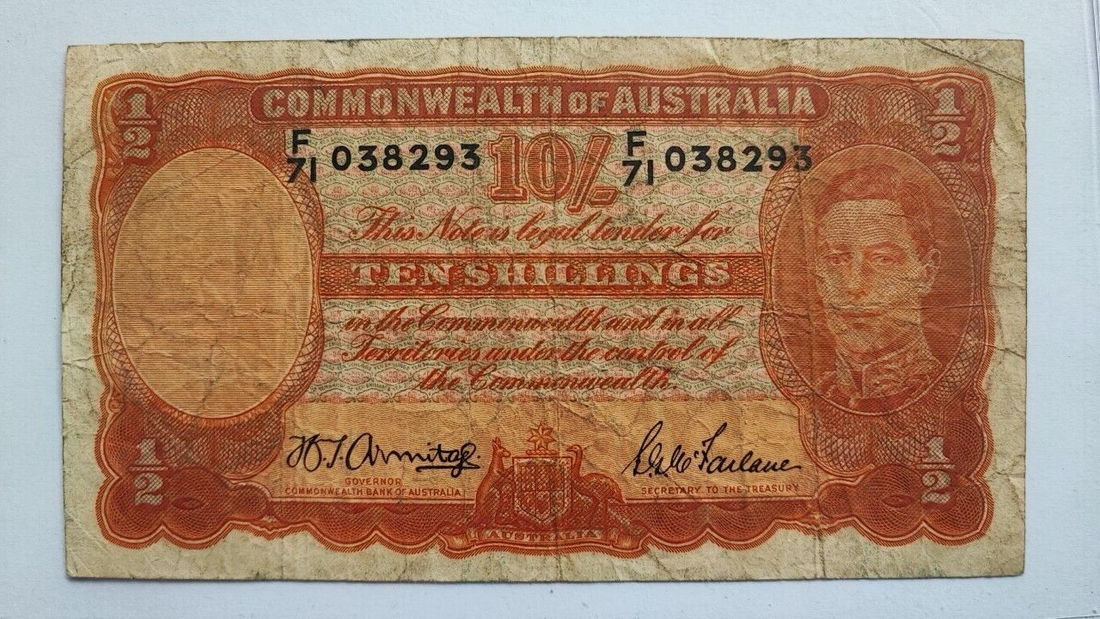 COMMONWEALTH OF AUSTRALIA
1/2
1/2
F/71 038293
10/-
F/71 038293
This Note is legal tender for
TEN SHILLINGS
in the Commonwealth and in all
Territories under the control of
the Commonwealth.
1/2
1/2
H.T. Armitage
G.S. McFarlane
GOVERNOR
COMMONWEALTH BANK OF AUSTRALIA
SECRETARY TO THE TREASURY
AUSTRALIA